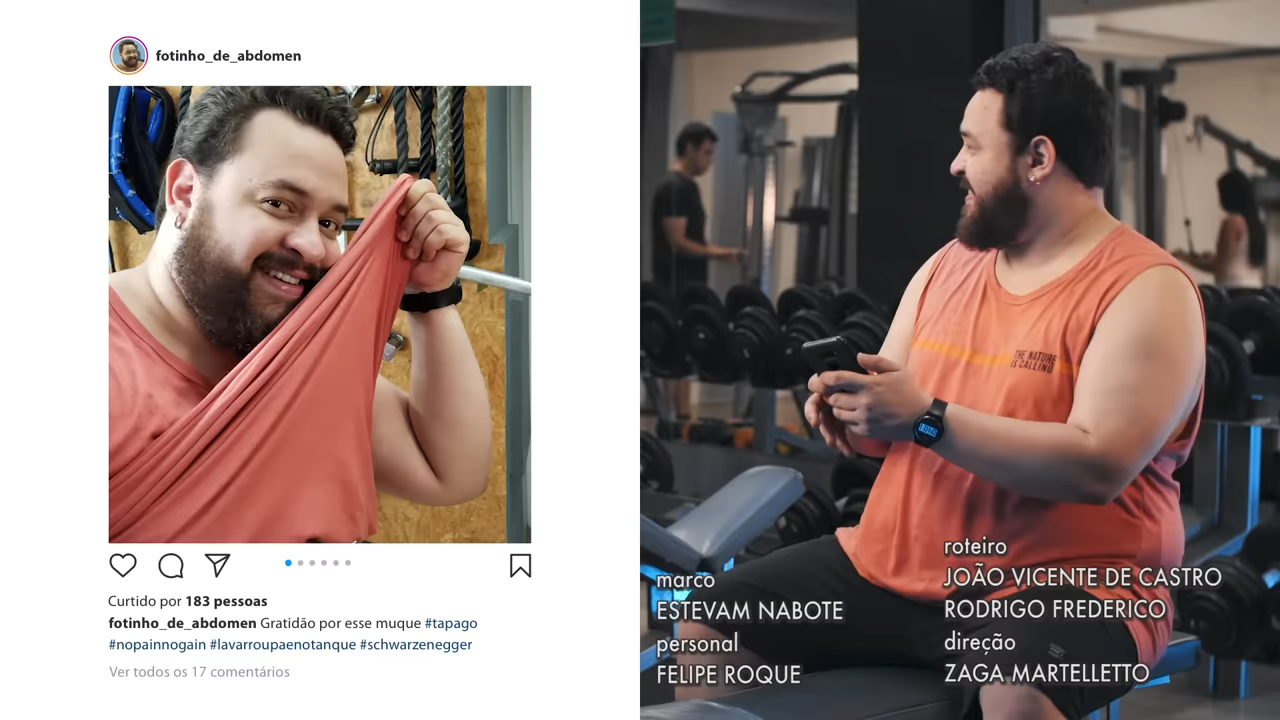 fotinho_de_abdomen
Curtido por 183 pessoas
fotinho_de_abdomen Gratidão por esse muque #tapago
#nopainnogain #lavarroupaenotanque #schwarzenegger
Ver todos os 17 comentários
THE NATURE
IS CALLING
marco
ESTEVAM NABOTE
personal
FELIPE ROQUE
roteiro
JOÃO VICENTE DE CASTRO
RODRIGO FREDERICO
direção
ZAGA MARTELLETTO